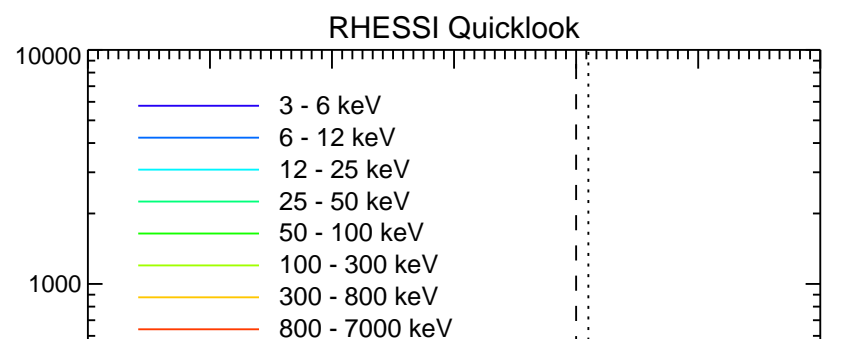 RHESSI Quicklook
10000
3 - 6 keV
6 - 12 keV
12 - 25 keV
25 - 50 keV
50 - 100 keV
100 - 300 keV
1000
300 - 800 keV
800 - 7000 keV